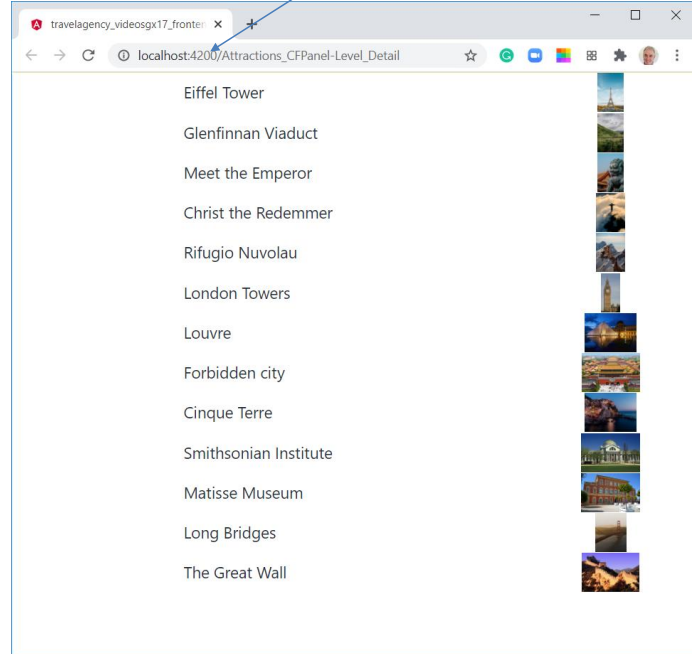 travelagency_videosgx17_fronten
localhost:4200/Attractions_CFPanel-Level_Detail
Eiffel Tower
Glenfinnan Viaduct
Meet the Emperor
Christ the Redemmer
Rifugio Nuvolau
London Towers
Louvre
Forbidden city
Cinque Terre
Smithsonian Institute
Matisse Museum
Long Bridges
The Great Wall